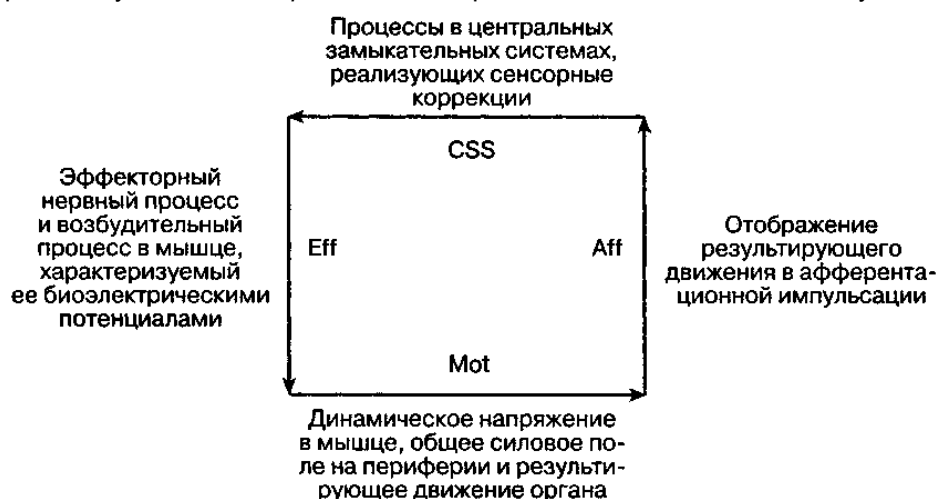 Процессы в центральных
замыкательных системах,
реализующих сенсорные
коррекции
CSS
Эффекторный
нервный процесс
и возбудительный
процесс в мышце,
характеризуемый
ее биоэлектрическими
потенциалами
Eff
Aff
Отображение
результирующего
движения в афферента-
ционной импульсации
Mot
Динамическое напряжение
в мышце, общее силовое по-
ле на периферии и результи-
рующее движение органа